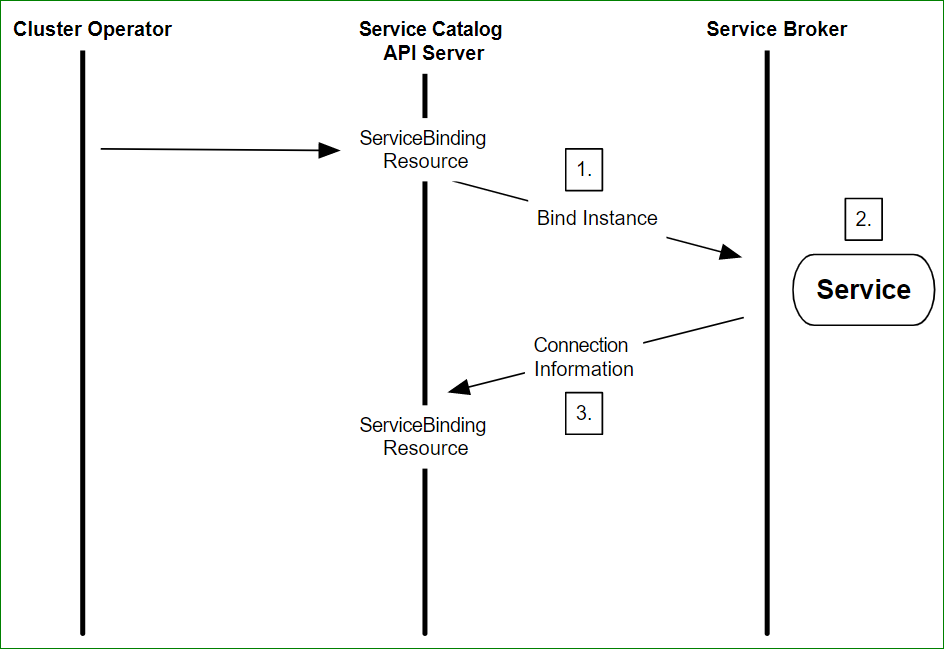 Cluster Operator
Service Catalog
API Server
Service Broker
ServiceBinding
Resource
1.
Bind Instance
2.
Service
Connection
Information
3.
ServiceBinding
Resource